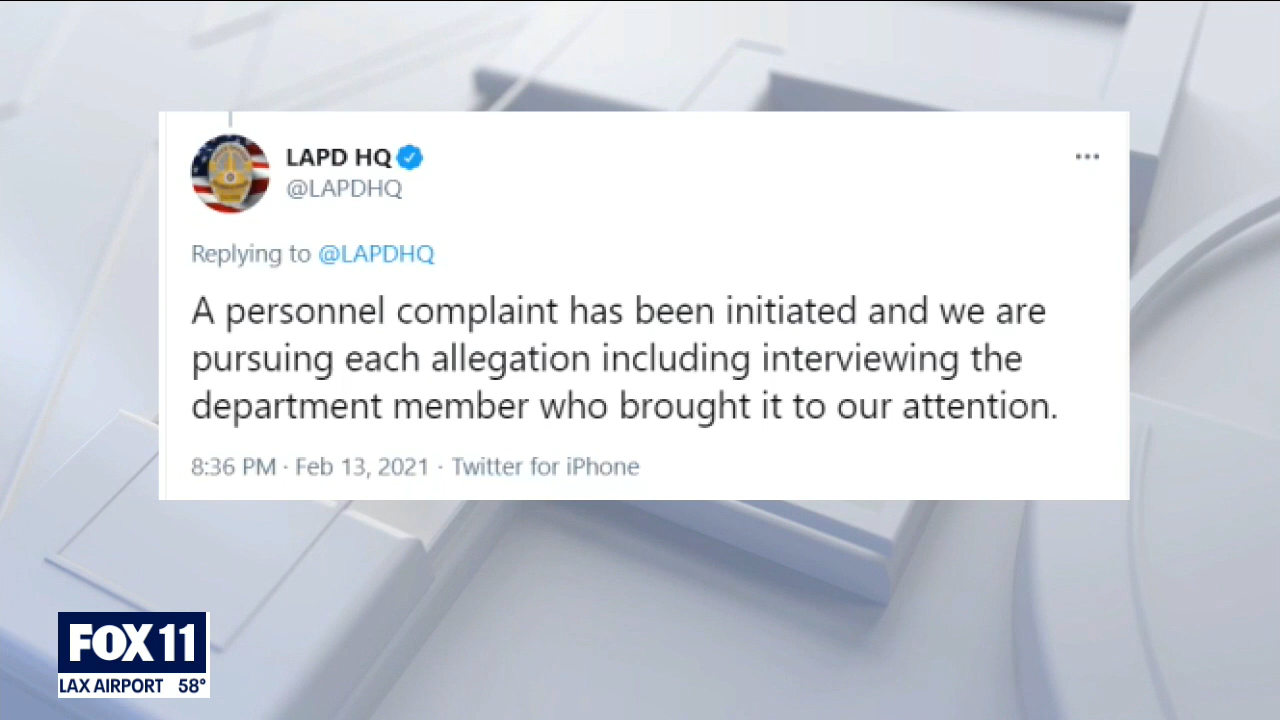 LAPD HQ
@LAPDHQ
Replying to @LAPDHQ
A personnel complaint has been initiated and we are
pursuing each allegation including interviewing the
department member who brought it to our attention.
8:36 PM · Feb 13, 2021 · Twitter for iPhone
FOX 11
LAX AIRPORT 58°